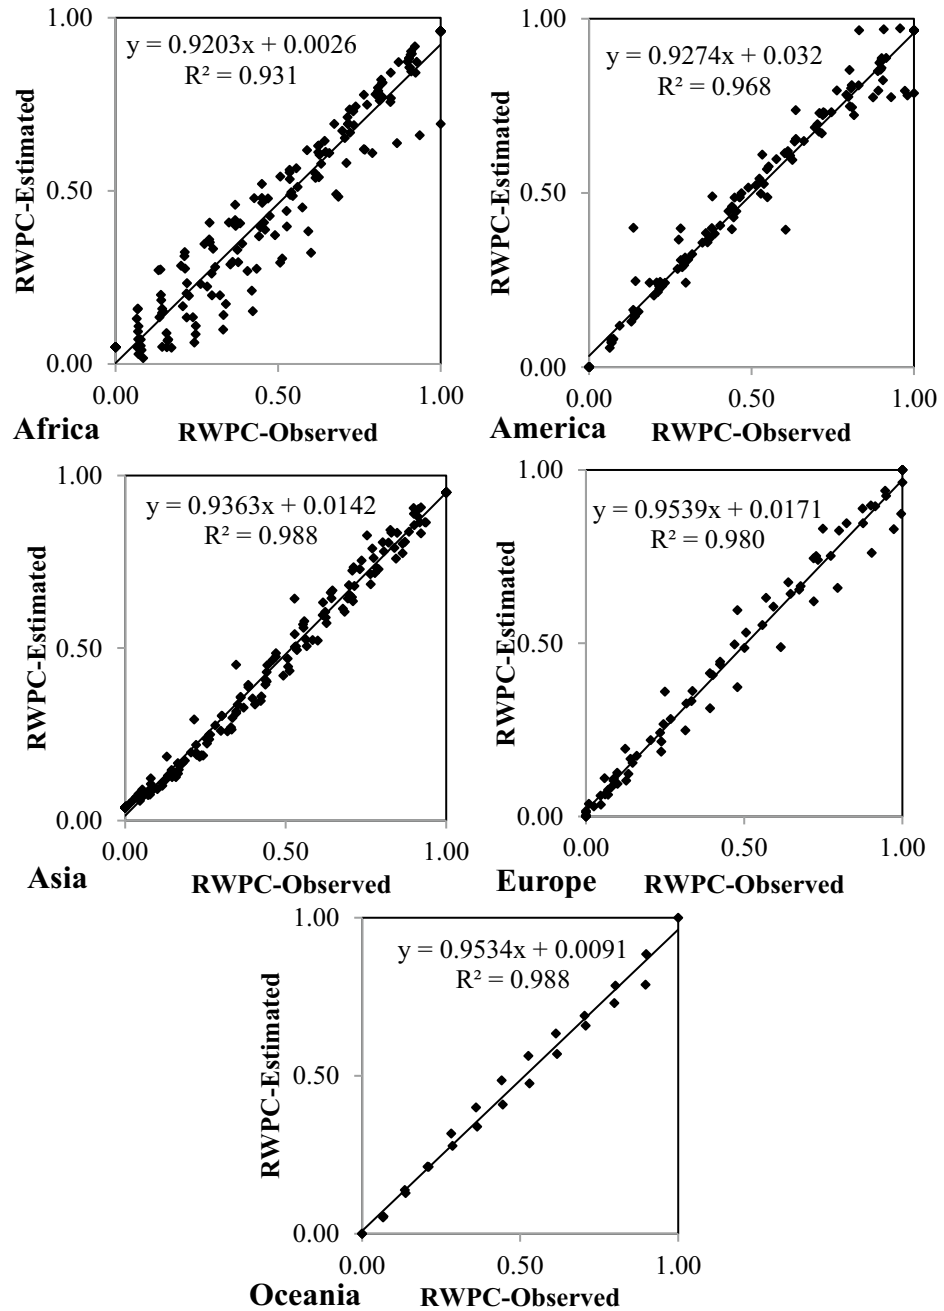 1.00
y = 0.9203x + 0.0026
R² = 0.931
RWPC-Estimated
0.50
0.00
0.00 0.50 1.00
Africa RWPC-Observed
1.00
y = 0.9274x + 0.032
R² = 0.968
RWPC-Estimated
0.50
0.00
0.00 0.50 1.00
America RWPC-Observed
1.00
y = 0.9363x + 0.0142
R² = 0.988
RWPC-Estimated
0.50
0.00
0.00 0.50 1.00
Asia RWPC-Observed
1.00
y = 0.9539x + 0.0171
R² = 0.980
RWPC-Estimated
0.50
0.00
0.00 0.50 1.00
Europe RWPC-Observed
1.00
y = 0.9534x + 0.0091
R² = 0.988
RWPC-Estimated
0.50
0.00
0.00 0.50 1.00
Oceania RWPC-Observed